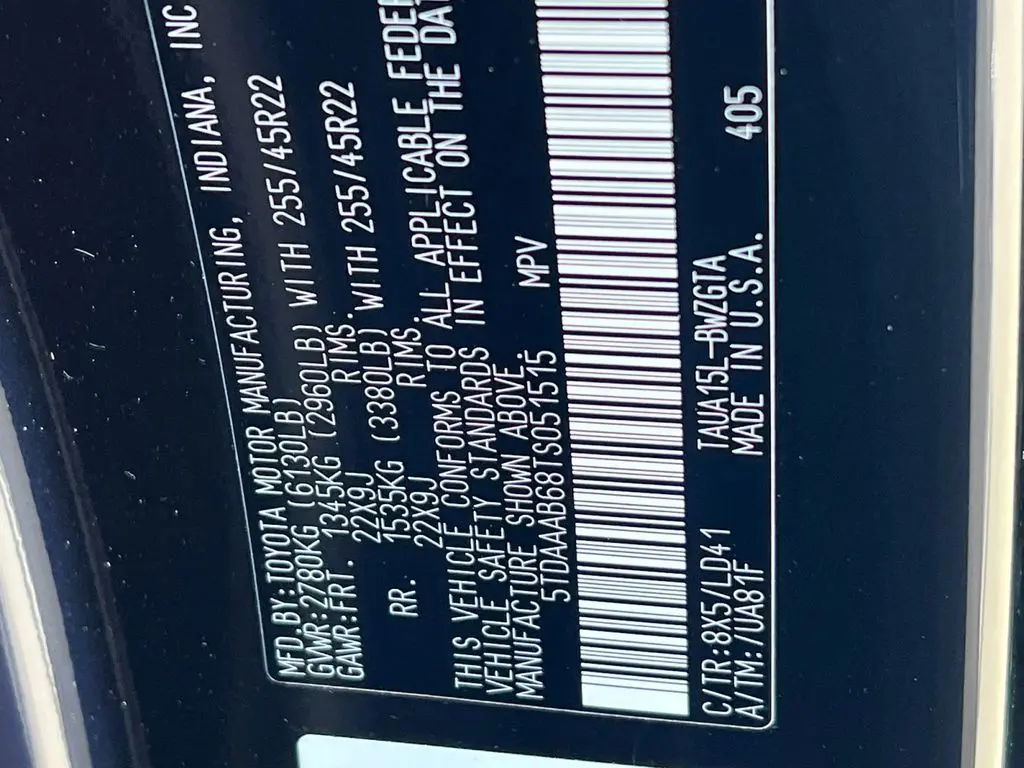 MFD.BY:TOYOTA MOTOR MANUFACTURING, INDIANA, INC
GVWR:2780KG (6130LB)
GAWR:FRT. 1345KG (2960LB) WITH 255/45R22
22X9J RIMS.
RR. 1535KG (3380LB) WITH 255/45R22
22X9J RIMS.
THIS VEHICLE CONFORMS TO ALL APPLICABLE FEDER
VEHICLE SAFETY STANDARDS IN EFFECT ON THE DAT
MANUFACTURE SHOWN ABOVE.
5TDAAAB68TS051515 MPV
C/TR:8X5/LD41 TAUA15L-BWZGTA
A/TM:/UA81F MADE IN U.S.A. 405